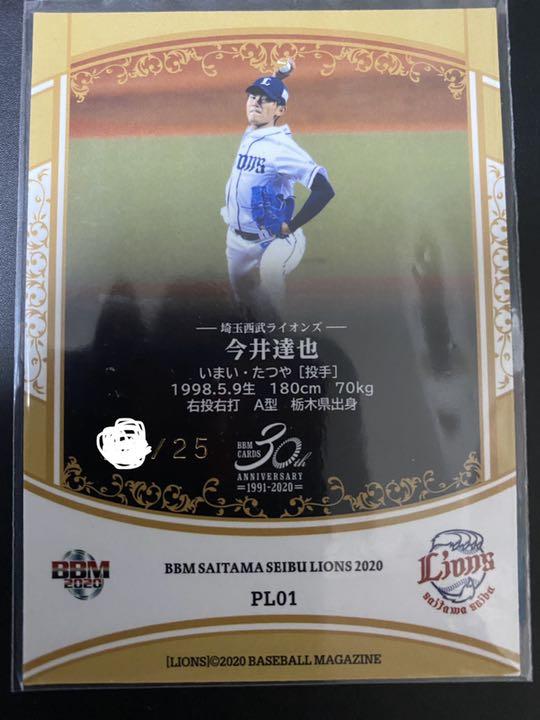 L
Lions
― 埼玉西武ライオンズ ―
今井達也
いまい・たつや［投手］
1998.5.9生 180cm 70kg
右投右打 A型 栃木県出身
/25
BBM
CARDS
30th
ANNIVERSARY
=1991-2020=
BBM
2020
BBM SAITAMA SEIBU LIONS 2020
PL01
Lions
saitama seibu
[LIONS]©2020 BASEBALL MAGAZINE